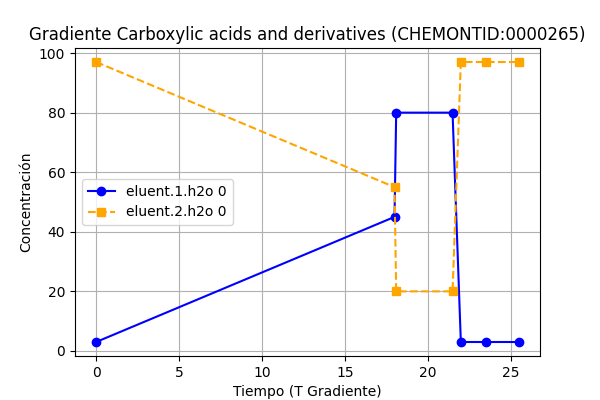 Gradiente Carboxylic acids and derivatives (CHEMONTID:0000265)
100
80
60
40
20
0
Concentración
eluent.1.h2o 0
eluent.2.h2o 0
0 5 10 15 20 25
Tiempo (T Gradiente)